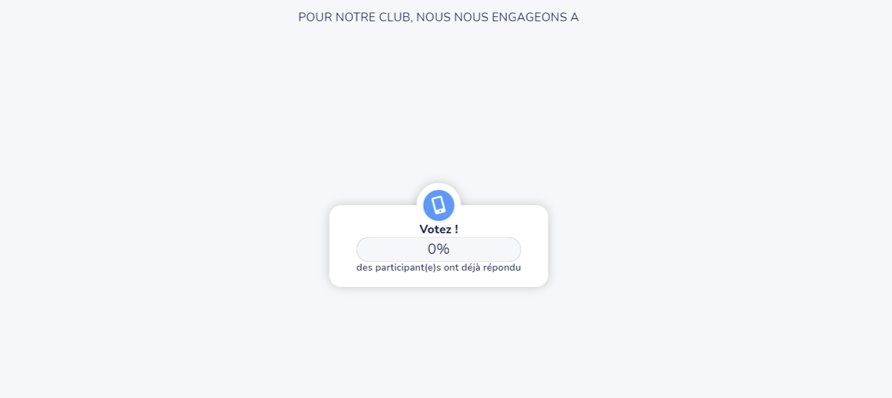 POUR NOTRE CLUB, NOUS NOUS ENGAGEONS A
Votez !
0%
des participant(e)s ont déjà répondu